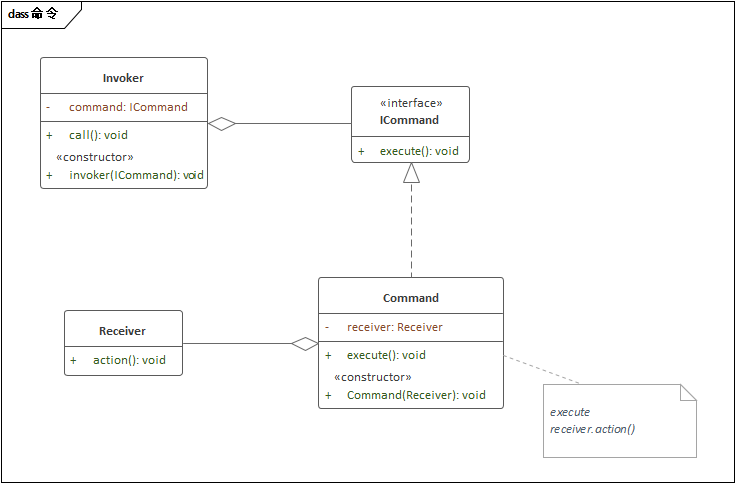 class 命令
Invoker
- command: ICommand
+ call(): void
«constructor»
+ invoker(ICommand): void
«interface»
ICommand
+ execute(): void
Command
- receiver: Receiver
+ execute(): void
«constructor»
+ Command(Receiver): void
Receiver
+ action(): void
execute
receiver.action()